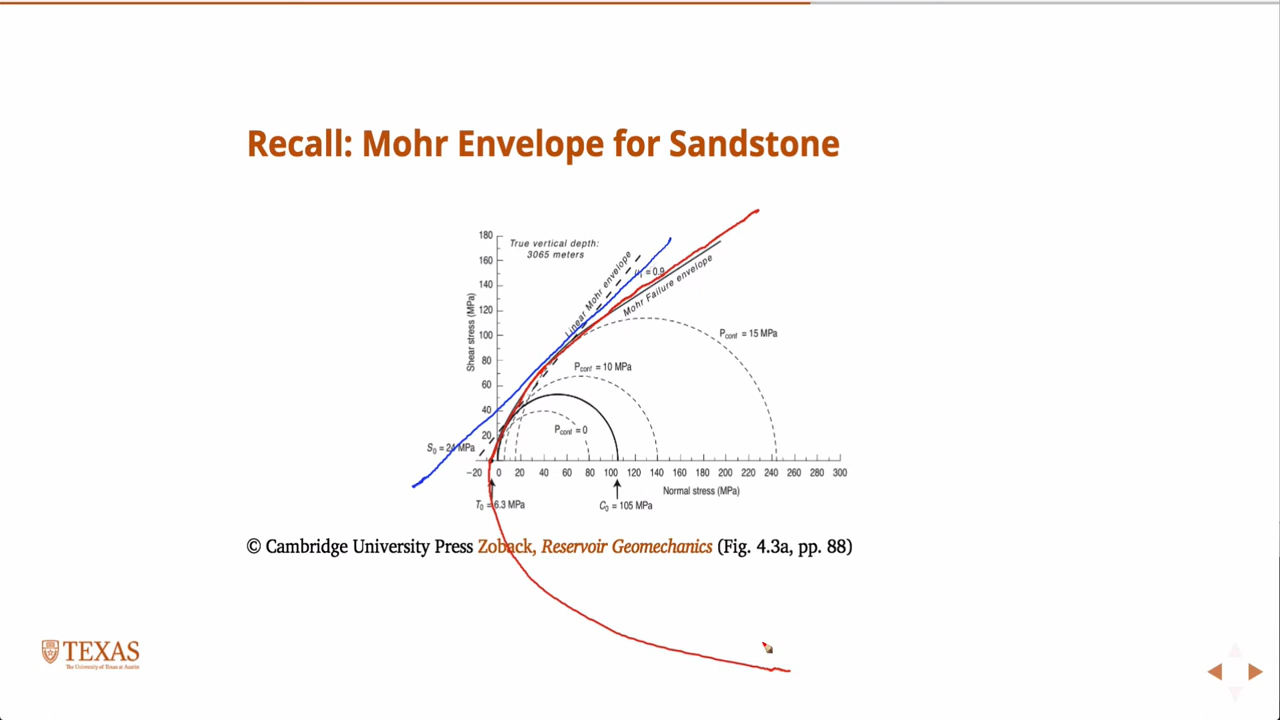 Recall: Mohr Envelope for Sandstone
180
160
140
120
100
80
60
40
20
Shear stress (MPa)
True vertical depth:
3065 meters
Linear Mohr envelope
μi = 0.9
Mohr Failure envelope
Pconf = 15 MPa
Pconf = 10 MPa
Pconf = 0
S0 = 24 MPa
−20 0 20 40 60 80 100 120 140 160 180 200 220 240 260 280 300
Normal stress (MPa)
T0 = 6.3 MPa
C0 = 105 MPa
© Cambridge University Press Zoback, Reservoir Geomechanics (Fig. 4.3a, pp. 88)
TEXAS
The University of Texas at Austin